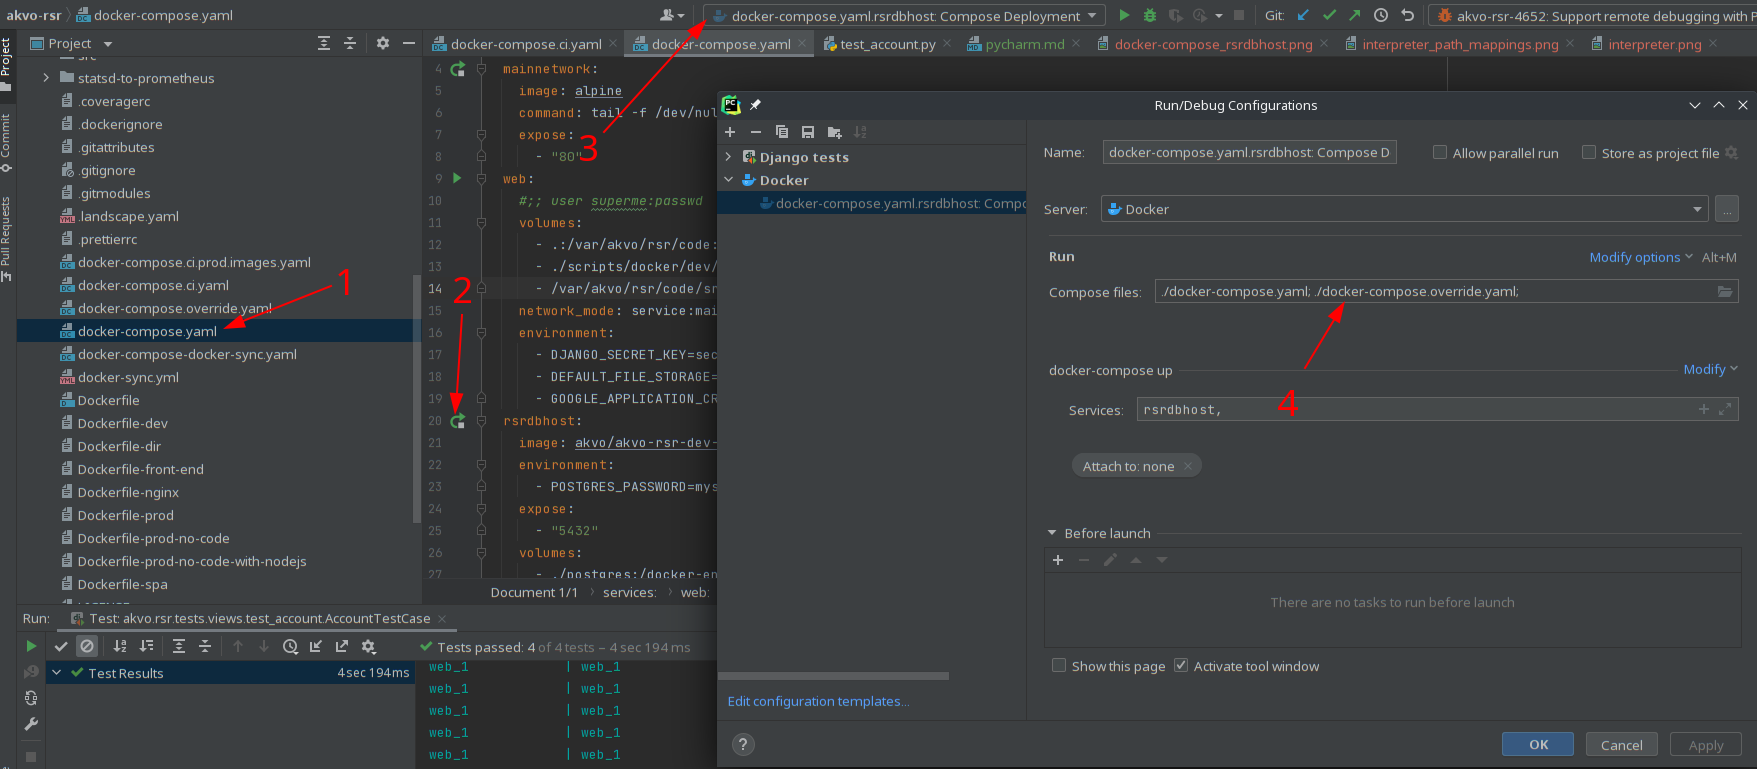 akvo-rsr
docker-compose.yaml
docker-compose.yaml.rsrdbhost: Compose Deployment
Git:
akvo-rsr-4652: Support remote debugging with P
Project
Commit
Pull Requests
Project
docker-compose.ci.yaml
docker-compose.yaml
test_account.py
pycharm.md
docker-compose_rsrdbhost.png
interpreter_path_mappings.png
interpreter.png
statsd-to-prometheus
.coveragerc
.dockerignore
.gitattributes
.gitignore
.gitmodules
.landscape.yaml
.prettierrc
docker-compose.ci.prod.images.yaml
docker-compose.ci.yaml
docker-compose.override.yaml
docker-compose.yaml
docker-compose-docker-sync.yaml
docker-sync.yml
Dockerfile
Dockerfile-dev
Dockerfile-dir
Dockerfile-front-end
Dockerfile-nginx
Dockerfile-prod
Dockerfile-prod-no-code
Dockerfile-prod-no-code-with-nodejs
Dockerfile-spa
1
2
3
4
4 mainnetwork:
5 image: alpine
6 command: tail -f /dev/nul
7 expose:
8 - "80"
9 web:
10 #;; user superme:passwd
11 volumes:
12 - .:/var/akvo/rsr/code:
13 - ./scripts/docker/dev/
14 - /var/akvo/rsr/code/sr
15 network_mode: service:mai
16 environment:
17 - DJANGO_SECRET_KEY=sec
18 - DEFAULT_FILE_STORAGE=
19 - GOOGLE_APPLICATION_CR
20 rsrdbhost:
21 image: akvo/akvo-rsr-dev-
22 environment:
23 - POSTGRES_PASSWORD=mys
24 expose:
25 - "5432"
26 volumes:
27 - ./postgres:/docker-en
Document 1/1
services:
web:
Run:
Test: akvo.rsr.tests.views.test_account.AccountTestCase
Tests passed: 4 of 4 tests – 4 sec 194 ms
Test Results
4 sec 194 ms
web_1 | web_1
web_1 | web_1
web_1 | web_1
web_1 | web_1
web_1 | web_1
Run/Debug Configurations
Django tests
Docker
docker-compose.yaml.rsrdbhost: Compo
Edit configuration templates...
Name:
docker-compose.yaml.rsrdbhost: Compose D
Allow parallel run
Store as project file
Server:
Docker
...
Run
Modify options
Alt+M
Compose files:
./docker-compose.yaml; ./docker-compose.override.yaml;
docker-compose up
Modify
Services:
rsrdbhost,
Attach to: none
Before launch
There are no tasks to run before launch
Show this page
Activate tool window
?
OK
Cancel
Apply